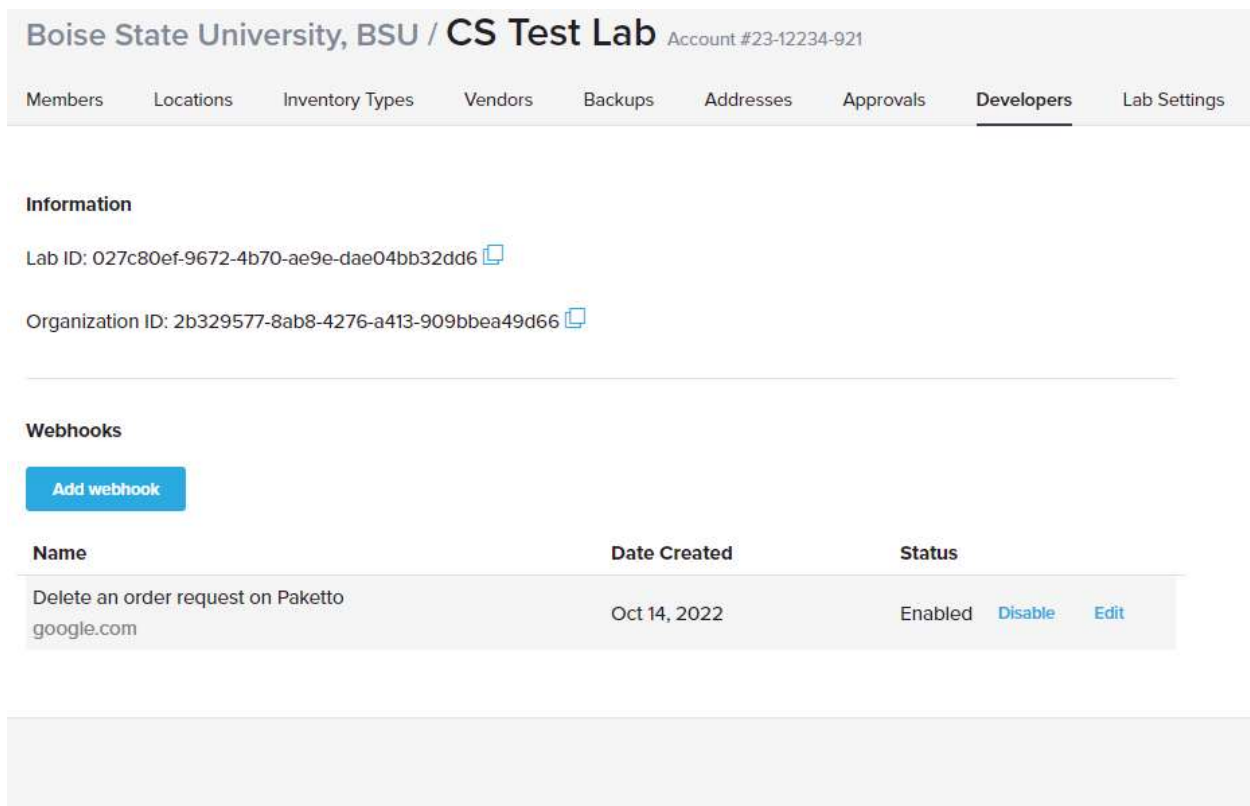 Boise State University, BSU / CS Test Lab Account #23-12234-921
Members Locations Inventory Types Vendors Backups Addresses Approvals Developers Lab Settings
Information
Lab ID: 027c80ef-9672-4b70-ae9e-dae04bb32dd6
Organization ID: 2b329577-8ab8-4276-a413-909bbea49d66
Webhooks
Add webhook
Name Date Created Status
Delete an order request on Paketto
google.com
Oct 14, 2022 Enabled Disable Edit